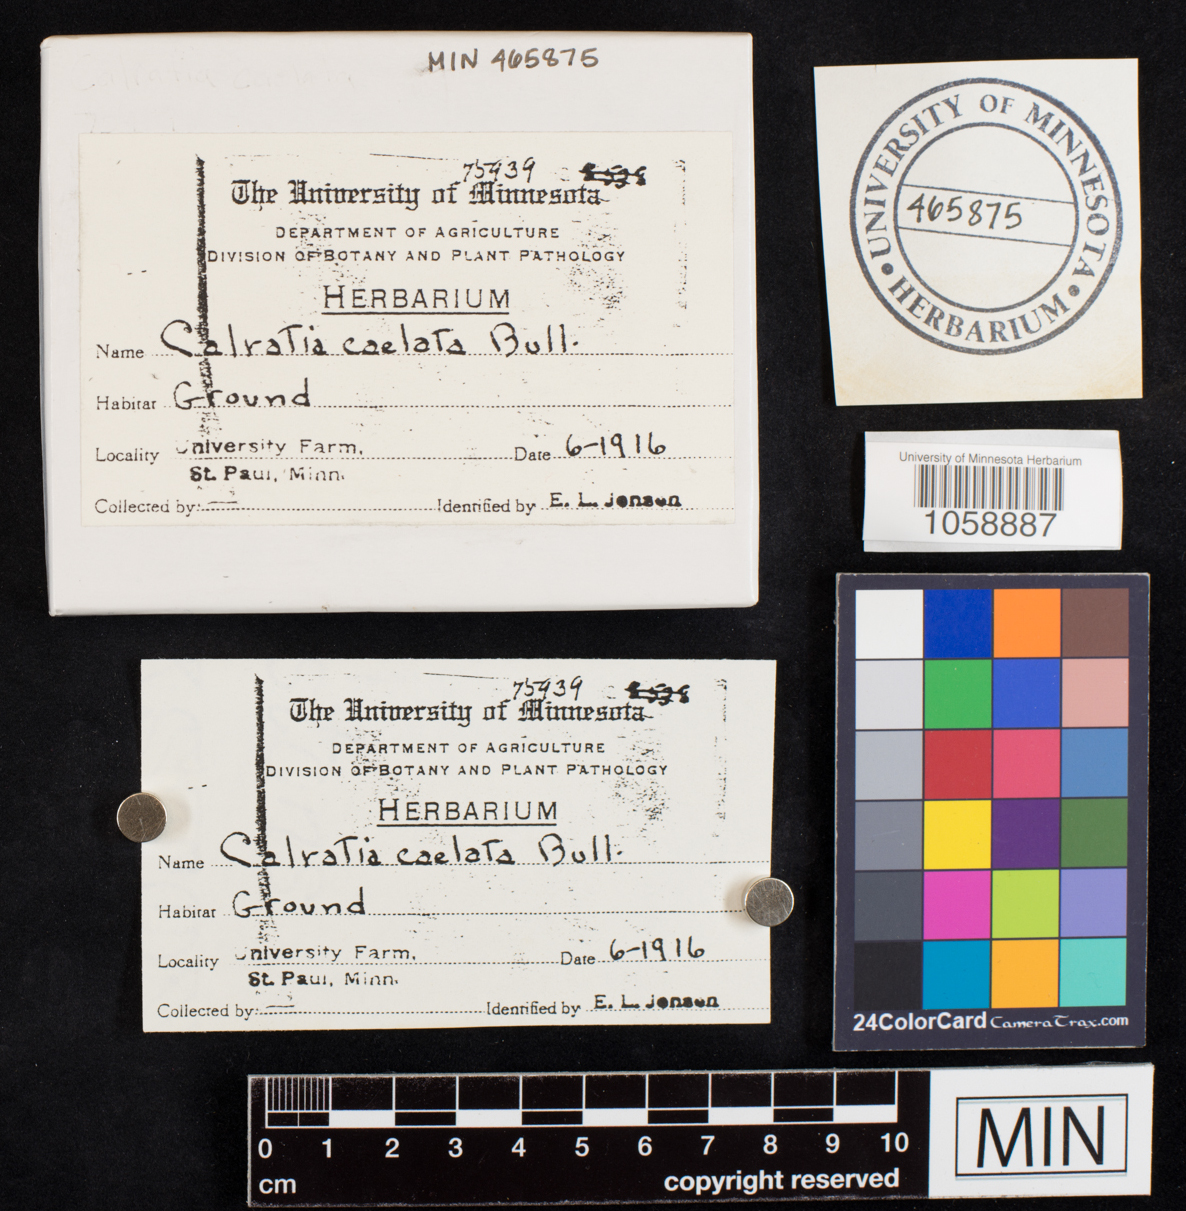 MIN 465875
75939
The University of Minnesota
DEPARTMENT OF AGRICULTURE
DIVISION OF BOTANY AND PLANT PATHOLOGY
HERBARIUM
Name Calvatia caelata Bull.
Habitat Ground
Locality University Farm, Date 6-1916
St. Paul, Minn.
Collected by: Identified by E. L. Jensen
UNIVERSITY OF MINNESOTA
465875
HERBARIUM
University of Minnesota Herbarium
1058887
75939
The University of Minnesota
DEPARTMENT OF AGRICULTURE
DIVISION OF BOTANY AND PLANT PATHOLOGY
HERBARIUM
Name Calvatia caelata Bull.
Habitat Ground
Locality University Farm, Date 6-1916
St. Paul, Minn.
Collected by: Identified by E. L. Jensen
24ColorCard CameraTrax.com
0 1 2 3 4 5 6 7 8 9 10
cm copyright reserved
MIN